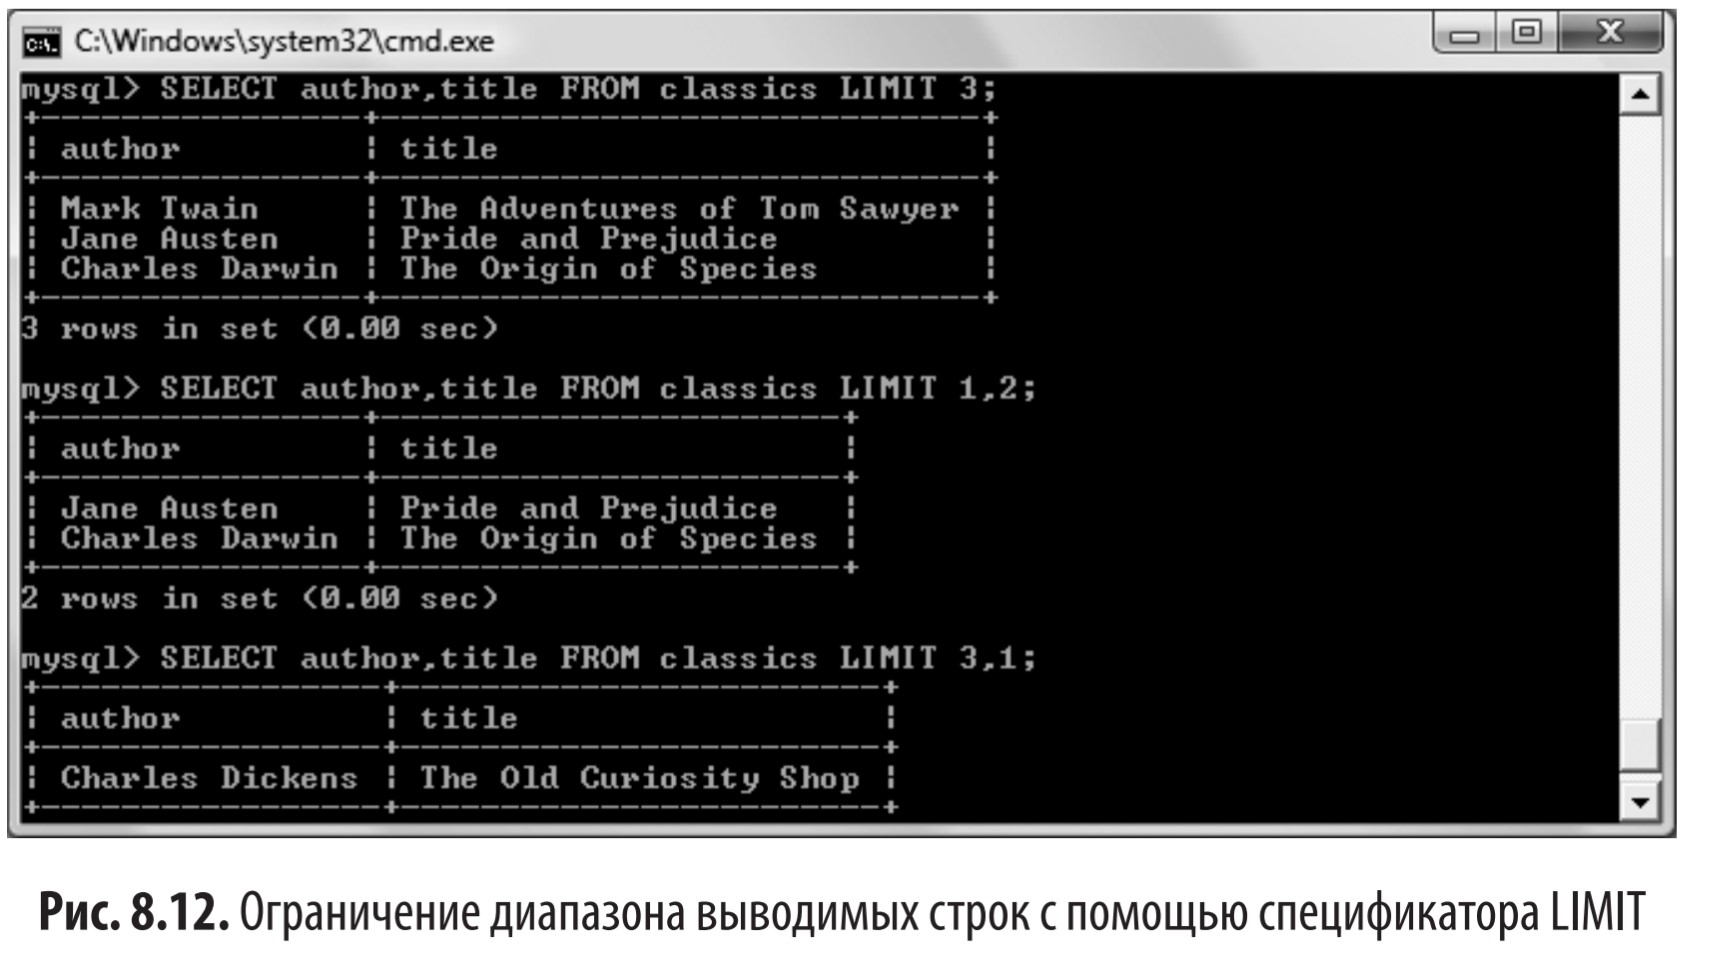 C:\Windows\system32\cmd.exe
mysql> SELECT author,title FROM classics LIMIT 3;
+----------------+------------------------------+
| author         | title                        |
+----------------+------------------------------+
| Mark Twain     | The Adventures of Tom Sawyer |
| Jane Austen    | Pride and Prejudice          |
| Charles Darwin | The Origin of Species        |
+----------------+------------------------------+
3 rows in set (0.00 sec)
mysql> SELECT author,title FROM classics LIMIT 1,2;
+----------------+-----------------------+
| author         | title                 |
+----------------+-----------------------+
| Jane Austen    | Pride and Prejudice   |
| Charles Darwin | The Origin of Species |
+----------------+-----------------------+
2 rows in set (0.00 sec)
mysql> SELECT author,title FROM classics LIMIT 3,1;
+-----------------+------------------------+
| author          | title                  |
+-----------------+------------------------+
| Charles Dickens | The Old Curiosity Shop |
+-----------------+------------------------+
Рис. 8.12. Ограничение диапазона выводимых строк с помощью спецификатора LIMIT